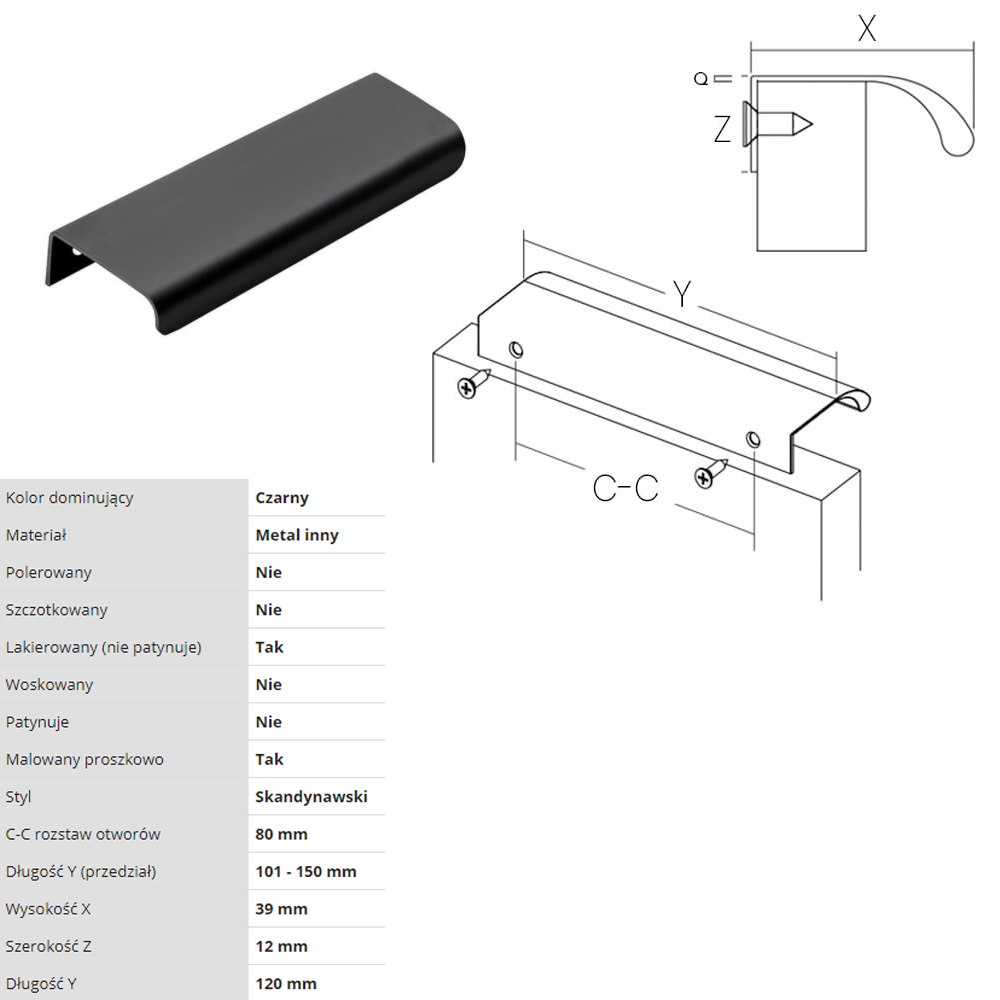 X
Q
Z
Y
C-C
Kolor dominujący Czarny
Materiał Metal inny
Polerowany Nie
Szczotkowany Nie
Lakierowany (nie patynuje) Tak
Woskowany Nie
Patynuje Nie
Malowany proszkowo Tak
Styl Skandynawski
C-C rozstaw otworów 80 mm
Długość Y (przedział) 101 - 150 mm
Wysokość X 39 mm
Szerokość Z 12 mm
Długość Y 120 mm